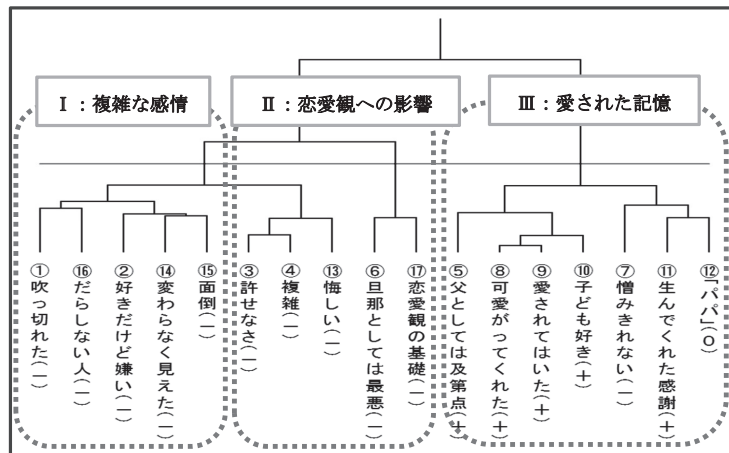 Ⅰ：複雑な感情
Ⅱ：恋愛観への影響
Ⅲ：愛された記憶
①吹っ切れた(－)
⑯だらしない人(－)
②好きだけど嫌い(－)
⑭変わらなく見えた(－)
⑮面倒(－)
③許せなさ(－)
④複雑(－)
⑬悔しい(－)
⑥旦那としては最悪(－)
⑰恋愛観の基礎(－)
⑤父としては及第点(＋)
⑧可愛がってくれた(＋)
⑨愛されてはいた(＋)
⑩子ども好き(＋)
⑦憎みきれない(－)
⑪生んでくれた感謝(＋)
⑫「パパ」(０)